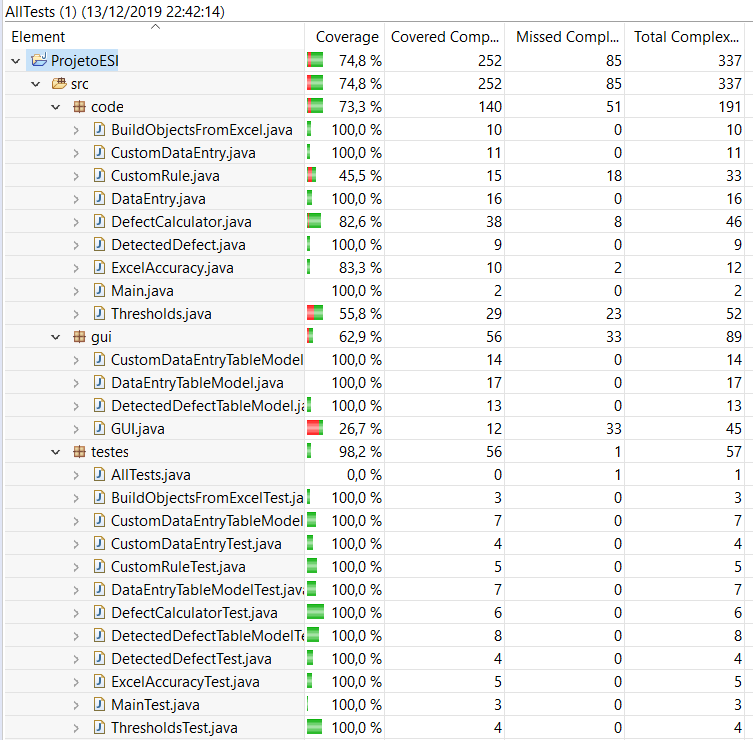 AllTests (1) (13/12/2019 22:42:14)
Element Coverage Covered Comp... Missed Compl... Total Complex...
ProjetoESI 74,8 % 252 85 337
src 74,8 % 252 85 337
code 73,3 % 140 51 191
BuildObjectsFromExcel.java 100,0 % 10 0 10
CustomDataEntry.java 100,0 % 11 0 11
CustomRule.java 45,5 % 15 18 33
DataEntry.java 100,0 % 16 0 16
DefectCalculator.java 82,6 % 38 8 46
DetectedDefect.java 100,0 % 9 0 9
ExcelAccuracy.java 83,3 % 10 2 12
Main.java 100,0 % 2 0 2
Thresholds.java 55,8 % 29 23 52
gui 62,9 % 56 33 89
CustomDataEntryTableModel 100,0 % 14 0 14
DataEntryTableModel.java 100,0 % 17 0 17
DetectedDefectTableModel.ja 100,0 % 13 0 13
GUI.java 26,7 % 12 33 45
testes 98,2 % 56 1 57
AllTests.java 0,0 % 0 1 1
BuildObjectsFromExcelTest.ja 100,0 % 3 0 3
CustomDataEntryTableModel 100,0 % 7 0 7
CustomDataEntryTest.java 100,0 % 4 0 4
CustomRuleTest.java 100,0 % 5 0 5
DataEntryTableModelTest.java 100,0 % 7 0 7
DefectCalculatorTest.java 100,0 % 6 0 6
DetectedDefectTableModelTe 100,0 % 8 0 8
DetectedDefectTest.java 100,0 % 4 0 4
ExcelAccuracyTest.java 100,0 % 5 0 5
MainTest.java 100,0 % 3 0 3
ThresholdsTest.java 100,0 % 4 0 4